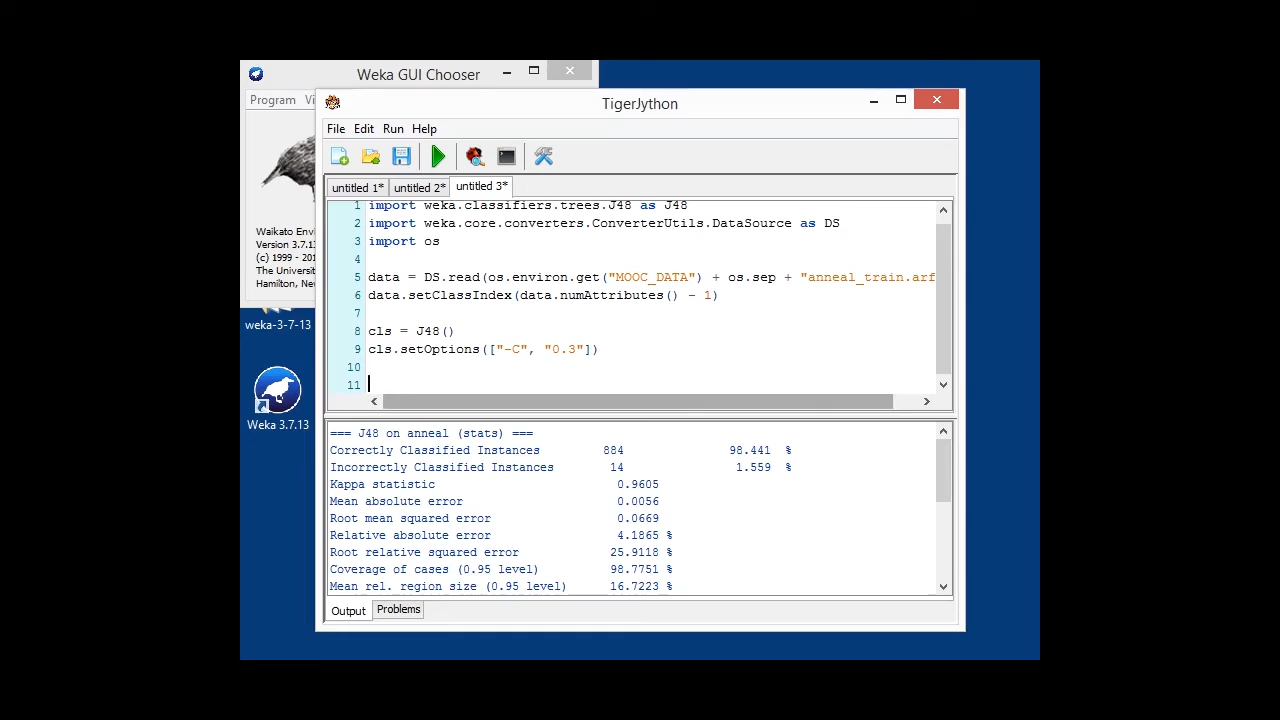 Weka GUI Chooser
Program
Waikato
Version 3.7.13
(c) 1999 - 
The
Hamilton,
weka-3-7-13
Weka 3.7.13
TigerJython
File Edit Run Help
untitled 1* untitled 2* untitled 3*
1 import weka.classifiers.trees.J48 as J48
2 import weka.core.converters.ConverterUtils.DataSource as DS
3 import os
4
5 data = DS.read(os.environ.get("MOOC_DATA") + os.sep + "anneal_train.arf
6 data.setClassIndex(data.numAttributes() - 1)
7
8 cls = J48()
9 cls.setOptions(["-C", "0.3"])
10
11
=== J48 on anneal (stats) ===
Correctly Classified Instances 884 98.441 %
Incorrectly Classified Instances 14 1.559 %
Kappa statistic 0.9605
Mean absolute error 0.0056
Root mean squared error 0.0669
Relative absolute error 4.1865 %
Root relative squared error 25.9118 %
Coverage of cases (0.95 level) 98.7751 %
Mean rel. region size (0.95 level) 16.7223 %
Output Problems